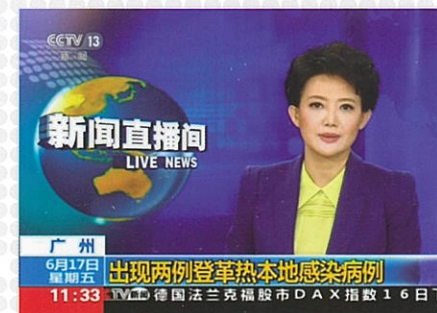 CCTV 13
新闻
新闻直播间
LIVE NEWS
广州
6月17日
星期五
出现两例登革热本地感染病例
11:33
德国法兰克福股市DAX指数16日下